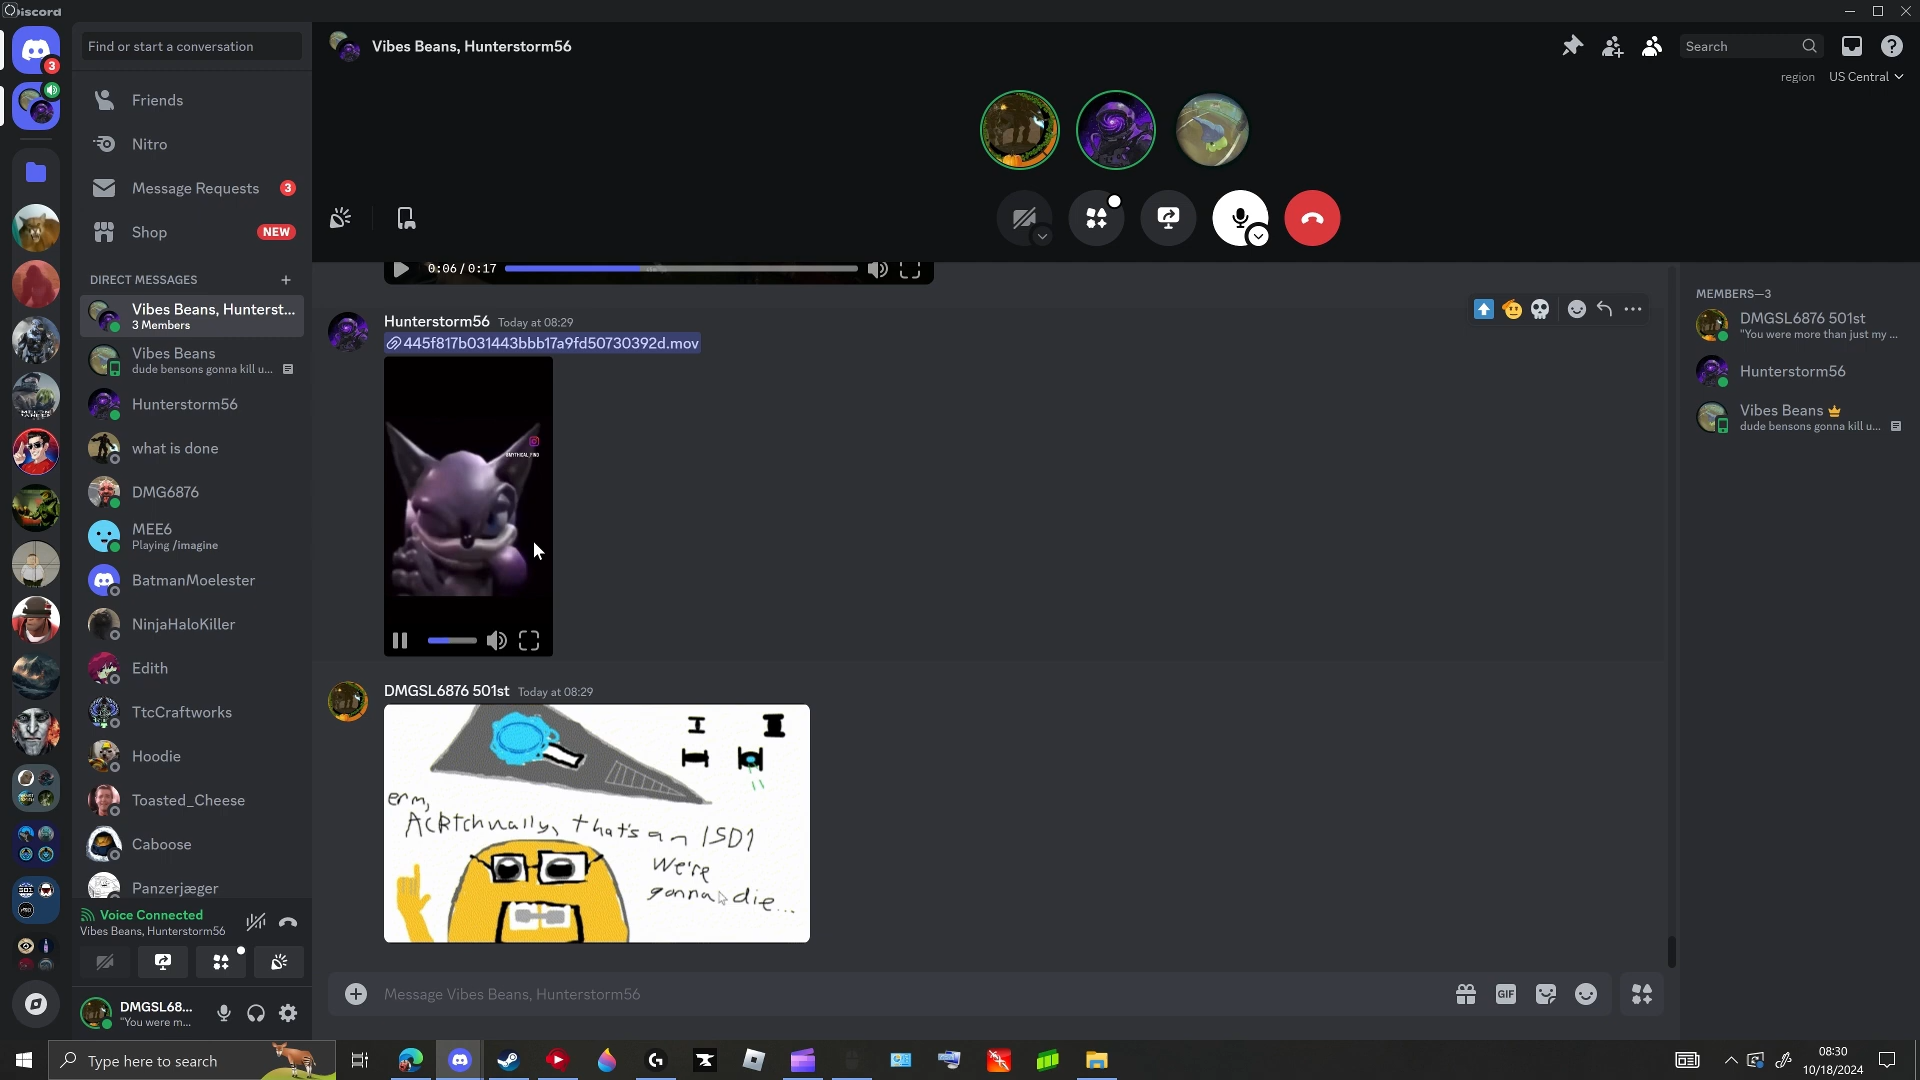 Discord
Find or start a conversation
Vibes Beans, Hunterstorm56
Search
region US Central
3
Friends
Nitro
Message Requests 3
Shop NEW
DIRECT MESSAGES +
Vibes Beans, Hunterst...
3 Members
Vibes Beans
dude bensons gonna kill u...
Hunterstorm56
what is done
DMG6876
MEE6
Playing /imagine
BatmanMoelester
NinjaHaloKiller
Edith
TtcCraftworks
Hoodie
Toasted_Cheese
Caboose
Panzerjæger
Voice Connected
Vibes Beans, Hunterstorm56
DMGSL68...
"You were m...
0:06/0:17
Hunterstorm56 Today at 08:29
445f817b031443bbb17a9fd50730392d.mov
@MYTHICAL_FIND
DMGSL6876 501st Today at 08:29
erm,
ACRtchnally, that's an ISD1
We're
gonna die...
Message Vibes Beans, Hunterstorm56
GIF
MEMBERS—3
DMGSL6876 501st
"You were more than just my ...
Hunterstorm56
Vibes Beans
dude bensons gonna kill u...
Type here to search
08:30
10/18/2024